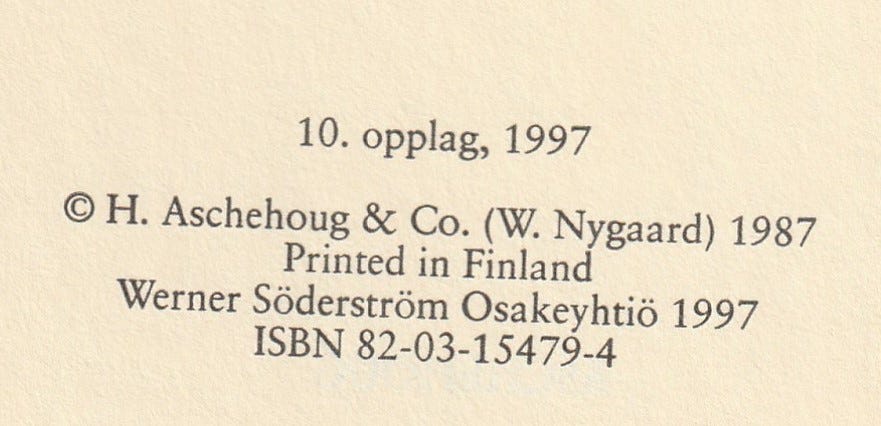 10. opplag, 1997
© H. Aschehoug & Co. (W. Nygaard) 1987
Printed in Finland
Werner Söderström Osakeyhtiö 1997
ISBN 82-03-15479-4